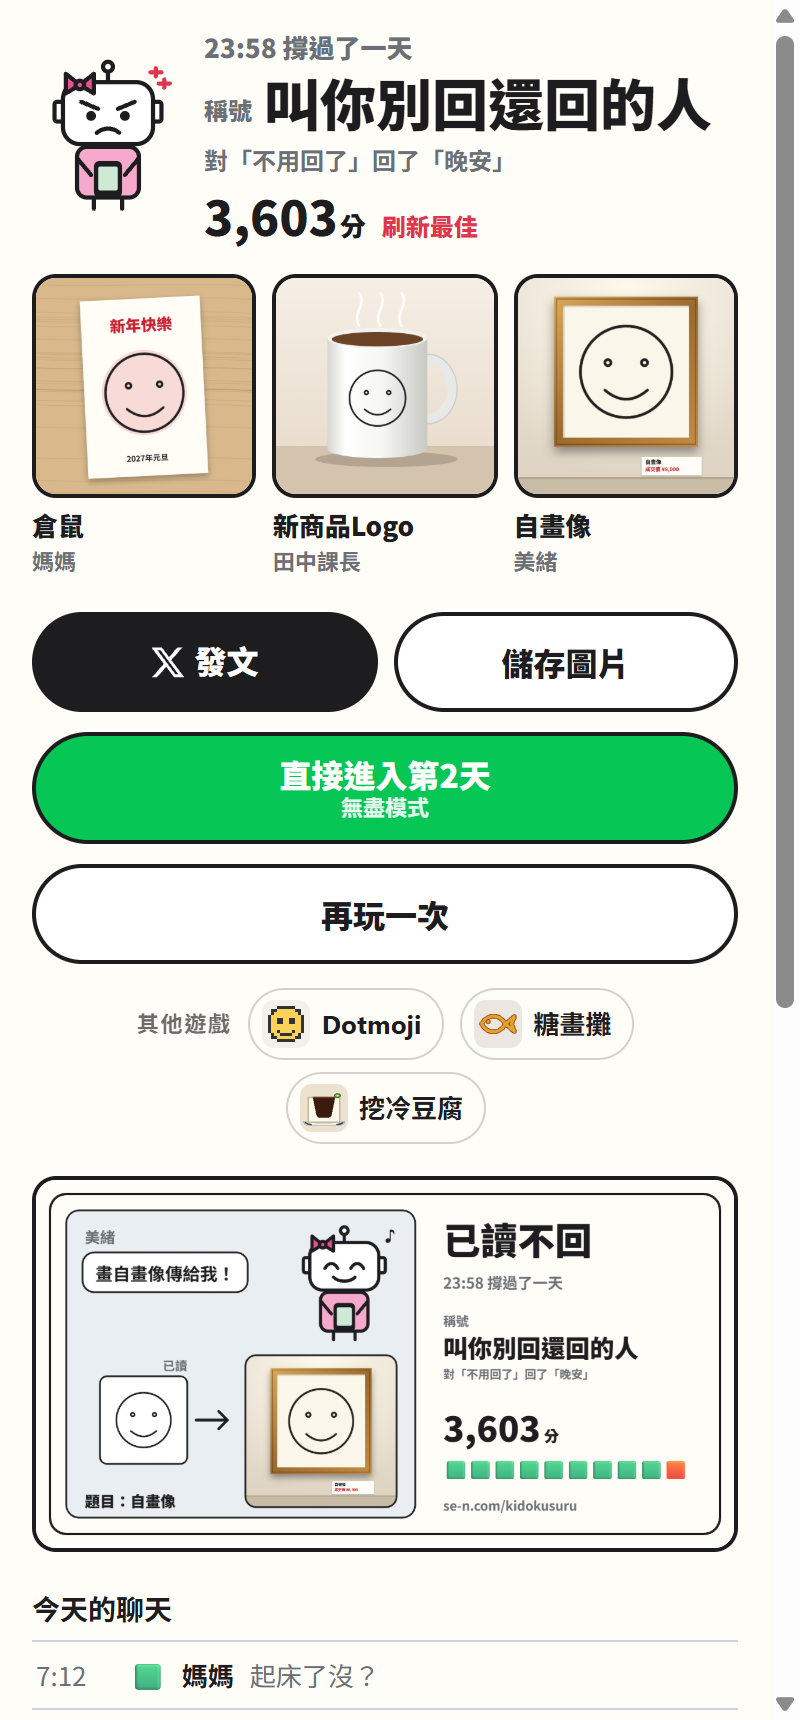 23:58 撐過了一天
稱號 叫你別回還回的人
對「不用回了」回了「晚安」
3,603分 刷新最佳
新年快樂
2027年元旦
自畫像
成交價 ¥8,000
倉鼠
媽媽
新商品Logo
田中課長
自畫像
美緒
發文
儲存圖片
直接進入第2天
無盡模式
再玩一次
其他遊戲
Dotmoji
糖畫攤
挖冷豆腐
美緒
畫自畫像傳給我！
已讀
題目：自畫像
已讀不回
23:58 撐過了一天
稱號
叫你別回還回的人
對「不用回了」回了「晚安」
3,603分
se-n.com/kidokusuru
今天的聊天
7:12 媽媽 起床了沒？